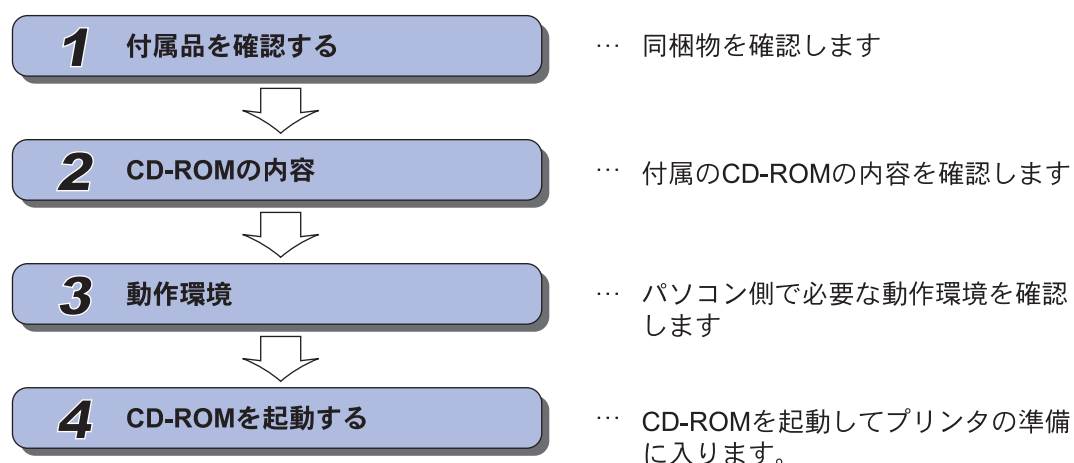 1 付属品を確認する … 同梱物を確認します
2 CD-ROMの内容 … 付属のCD-ROMの内容を確認します
3 動作環境 … パソコン側で必要な動作環境を確認
します
4 CD-ROMを起動する … CD-ROMを起動してプリンタの準備
に入ります。